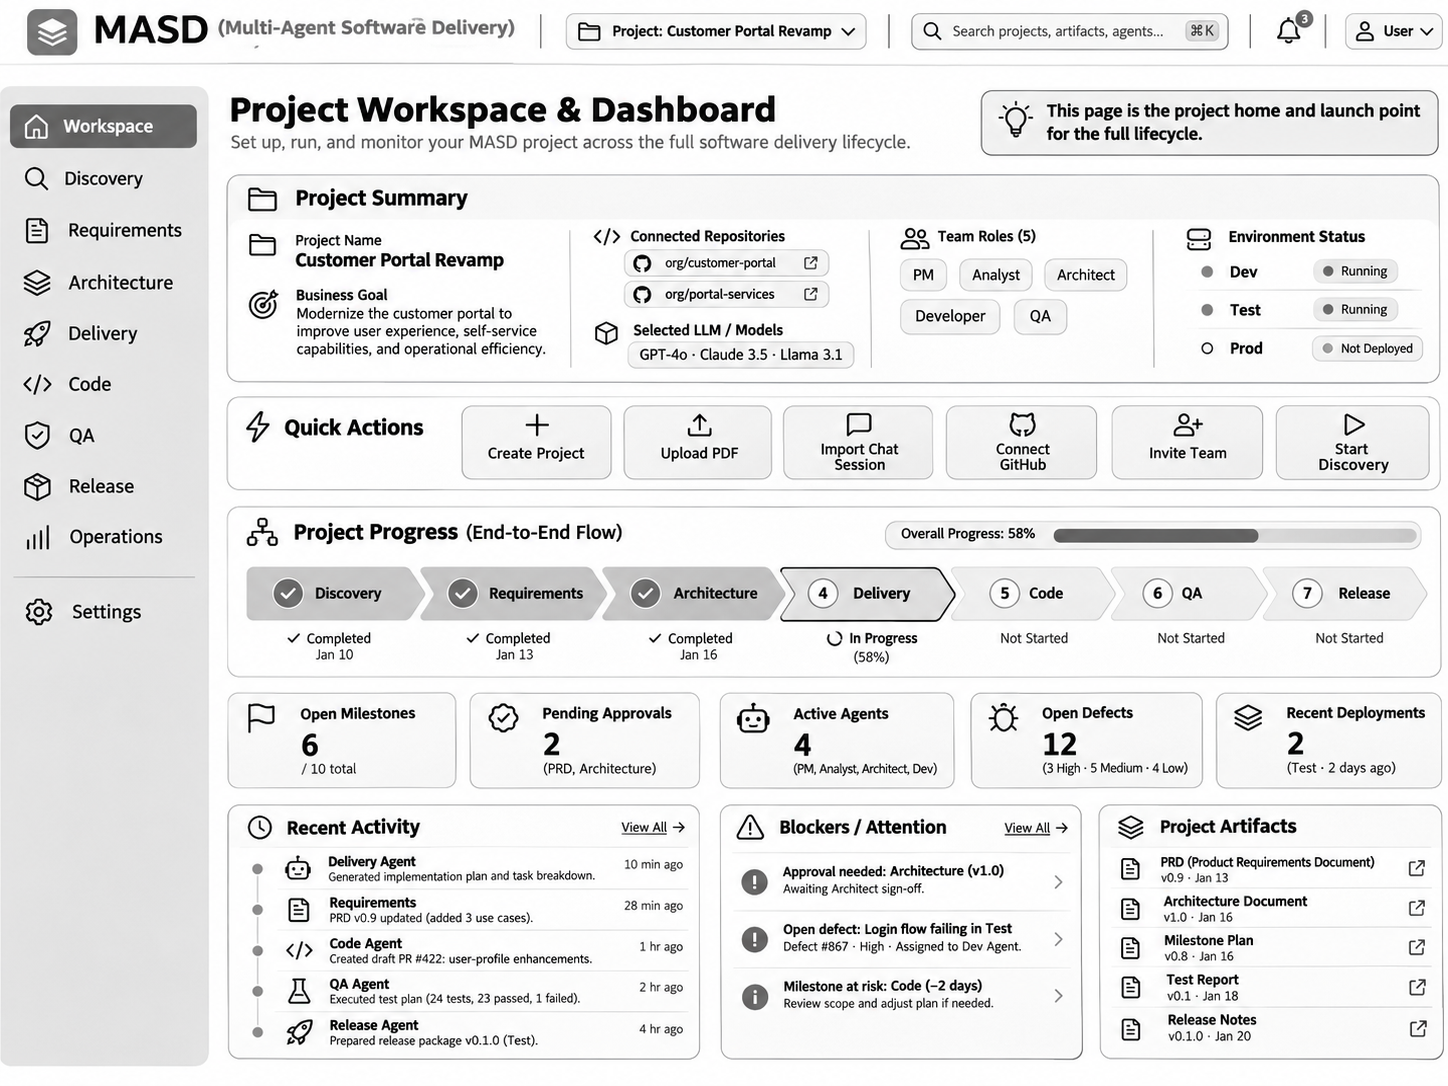 MASD (Multi-Agent Software Delivery)
Project: Customer Portal Revamp
Search projects, artifacts, agents...
⌘K
3
User
Workspace
Discovery
Requirements
Architecture
Delivery
Code
QA
Release
Operations
Settings
Project Workspace & Dashboard
Set up, run, and monitor your MASD project across the full software delivery lifecycle.
This page is the project home and launch point
for the full lifecycle.
Project Summary
Project Name
Customer Portal Revamp
Business Goal
Modernize the customer portal to
improve user experience, self-service
capabilities, and operational efficiency.
Connected Repositories
org/customer-portal
org/portal-services
Selected LLM / Models
GPT-4o · Claude 3.5 · Llama 3.1
Team Roles (5)
PM
Analyst
Architect
Developer
QA
Environment Status
Dev
Running
Test
Running
Prod
Not Deployed
Quick Actions
Create Project
Upload PDF
Import Chat
Session
Connect
GitHub
Invite Team
Start
Discovery
Project Progress (End-to-End Flow)
Overall Progress: 58%
Discovery
Completed
Jan 10
Requirements
Completed
Jan 13
Architecture
Completed
Jan 16
4 Delivery
In Progress
(58%)
5 Code
Not Started
6 QA
Not Started
7 Release
Not Started
Open Milestones
6
/ 10 total
Pending Approvals
2
(PRD, Architecture)
Active Agents
4
(PM, Analyst, Architect, Dev)
Open Defects
12
(3 High · 5 Medium · 4 Low)
Recent Deployments
2
(Test · 2 days ago)
Recent Activity
View All →
Delivery Agent
10 min ago
Generated implementation plan and task breakdown.
Requirements
28 min ago
PRD v0.9 updated (added 3 use cases).
Code Agent
1 hr ago
Created draft PR #422: user-profile enhancements.
QA Agent
2 hr ago
Executed test plan (24 tests, 23 passed, 1 failed).
Release Agent
4 hr ago
Prepared release package v0.1.0 (Test).
Blockers / Attention
View All →
Approval needed: Architecture (v1.0)
Awaiting Architect sign-off.
Open defect: Login flow failing in Test
Defect #867 · High · Assigned to Dev Agent.
Milestone at risk: Code (−2 days)
Review scope and adjust plan if needed.
Project Artifacts
PRD (Product Requirements Document)
v0.9 · Jan 13
Architecture Document
v1.0 · Jan 16
Milestone Plan
v0.8 · Jan 16
Test Report
v0.1 · Jan 18
Release Notes
v0.1.0 · Jan 20